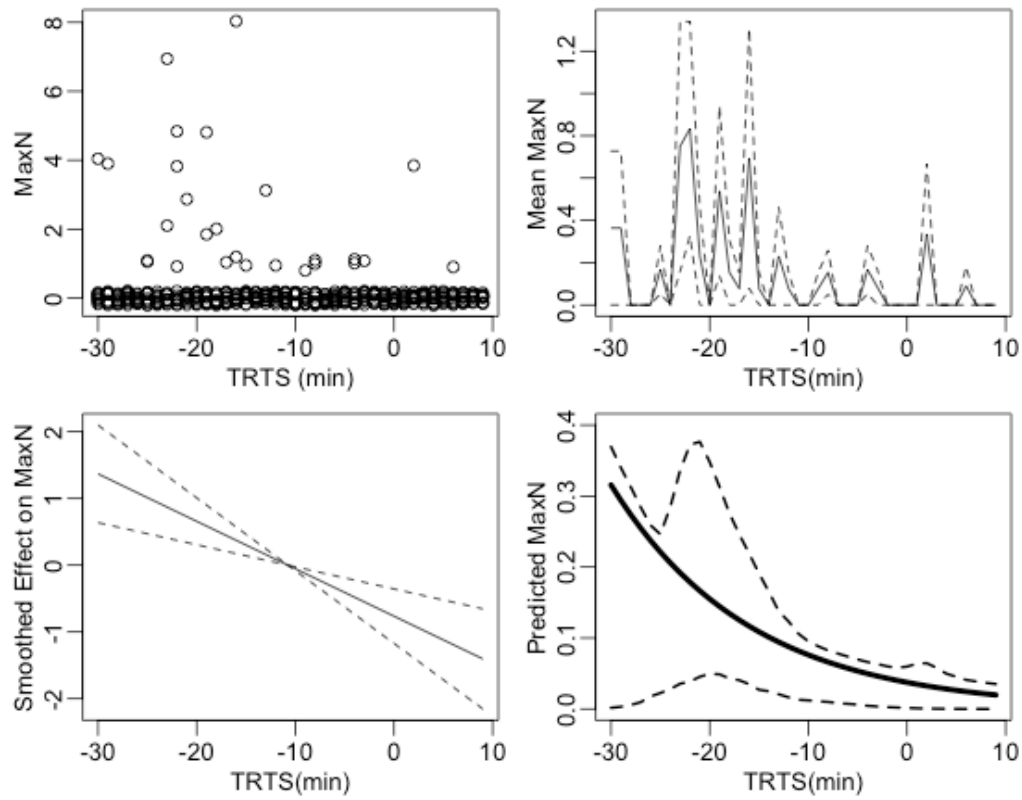 MaxN
8
6
4
2
0
-30 -20 -10 0 10
TRTS (min)
Mean MaxN
1.2
0.8
0.4
0.0
-30 -20 -10 0 10
TRTS(min)
Smoothed Effect on MaxN
2
1
0
-1
-2
-30 -20 -10 0 10
TRTS(min)
Predicted MaxN
0.4
0.3
0.2
0.1
0.0
-30 -20 -10 0 10
TRTS(min)